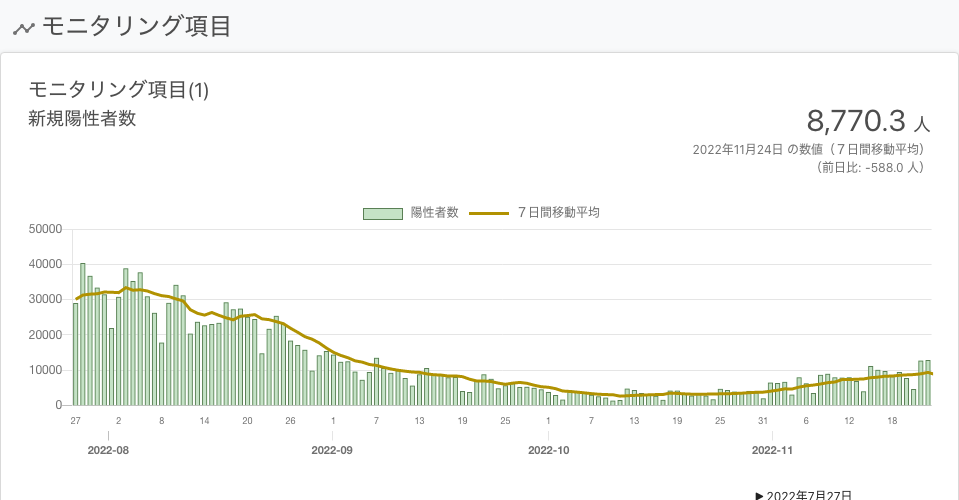 モニタリング項目
モニタリング項目(1)
新規陽性者数
8,770.3 人
2022年11月24日 の数値（７日間移動平均）
（前日比: -588.0 人）
陽性者数 ７日間移動平均
50000
40000
30000
20000
10000
0
27 2 8 14 20 26 1 7 13 19 25 1 7 13 19 25 31 6 12 18
2022-08 2022-09 2022-10 2022-11
▶ 2022年7月27日